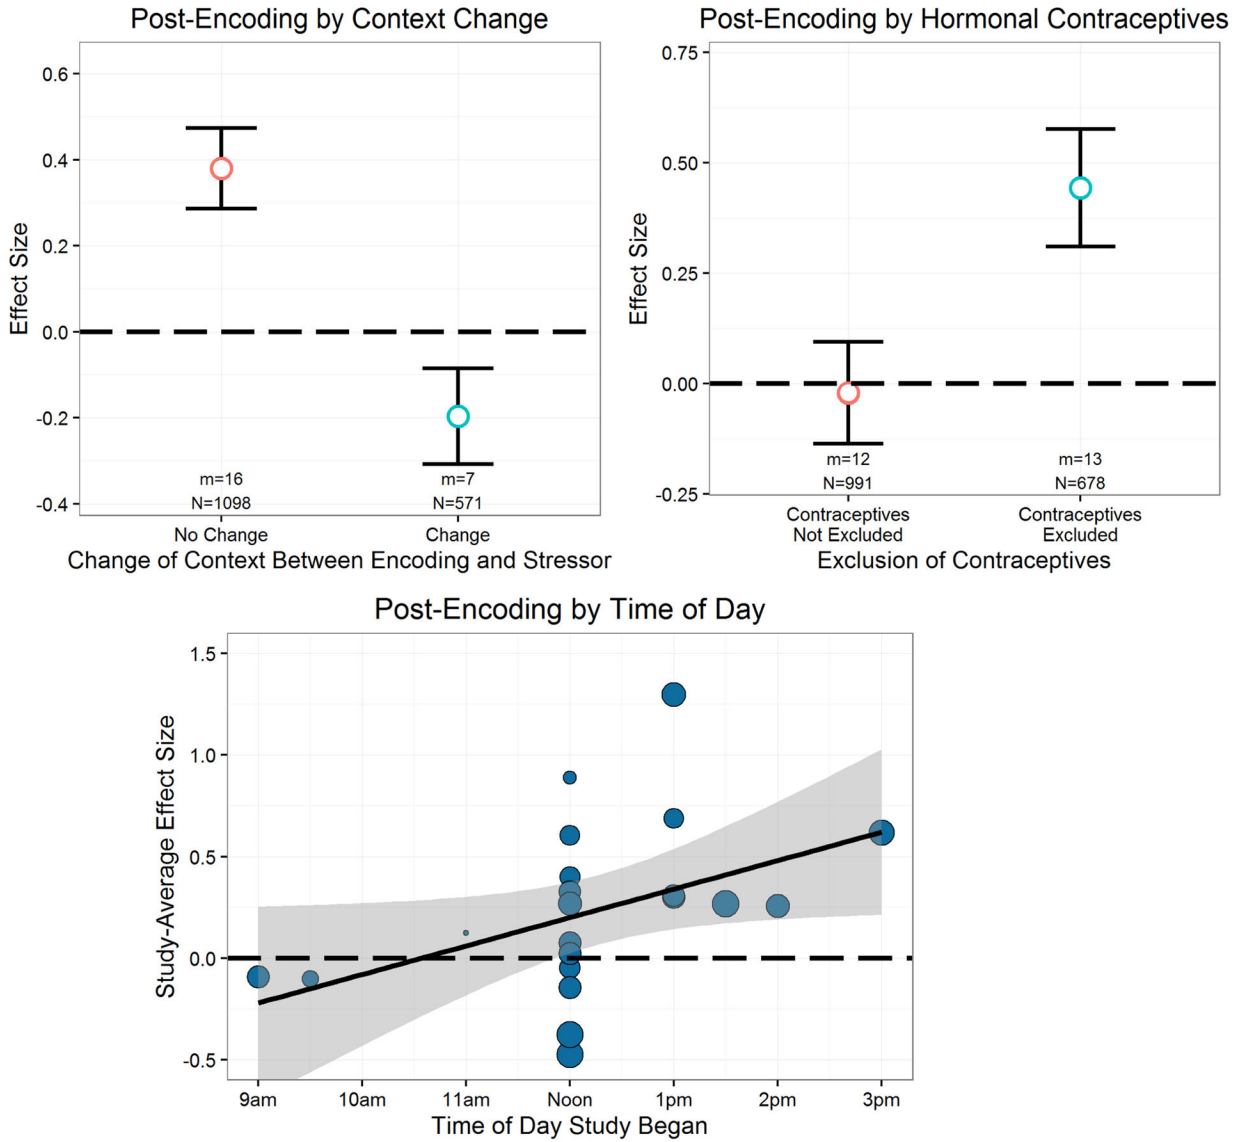 Post-Encoding by Context Change
Effect Size
0.6
0.4
0.2
0.0
-0.2
-0.4
m=16
N=1098
m=7
N=571
No Change
Change
Change of Context Between Encoding and Stressor
Post-Encoding by Hormonal Contraceptives
Effect Size
0.75
0.50
0.25
0.00
-0.25
m=12
N=991
m=13
N=678
Contraceptives
Not Excluded
Contraceptives
Excluded
Exclusion of Contraceptives
Post-Encoding by Time of Day
Study-Average Effect Size
1.5
1.0
0.5
0.0
-0.5
9am
10am
11am
Noon
1pm
2pm
3pm
Time of Day Study Began